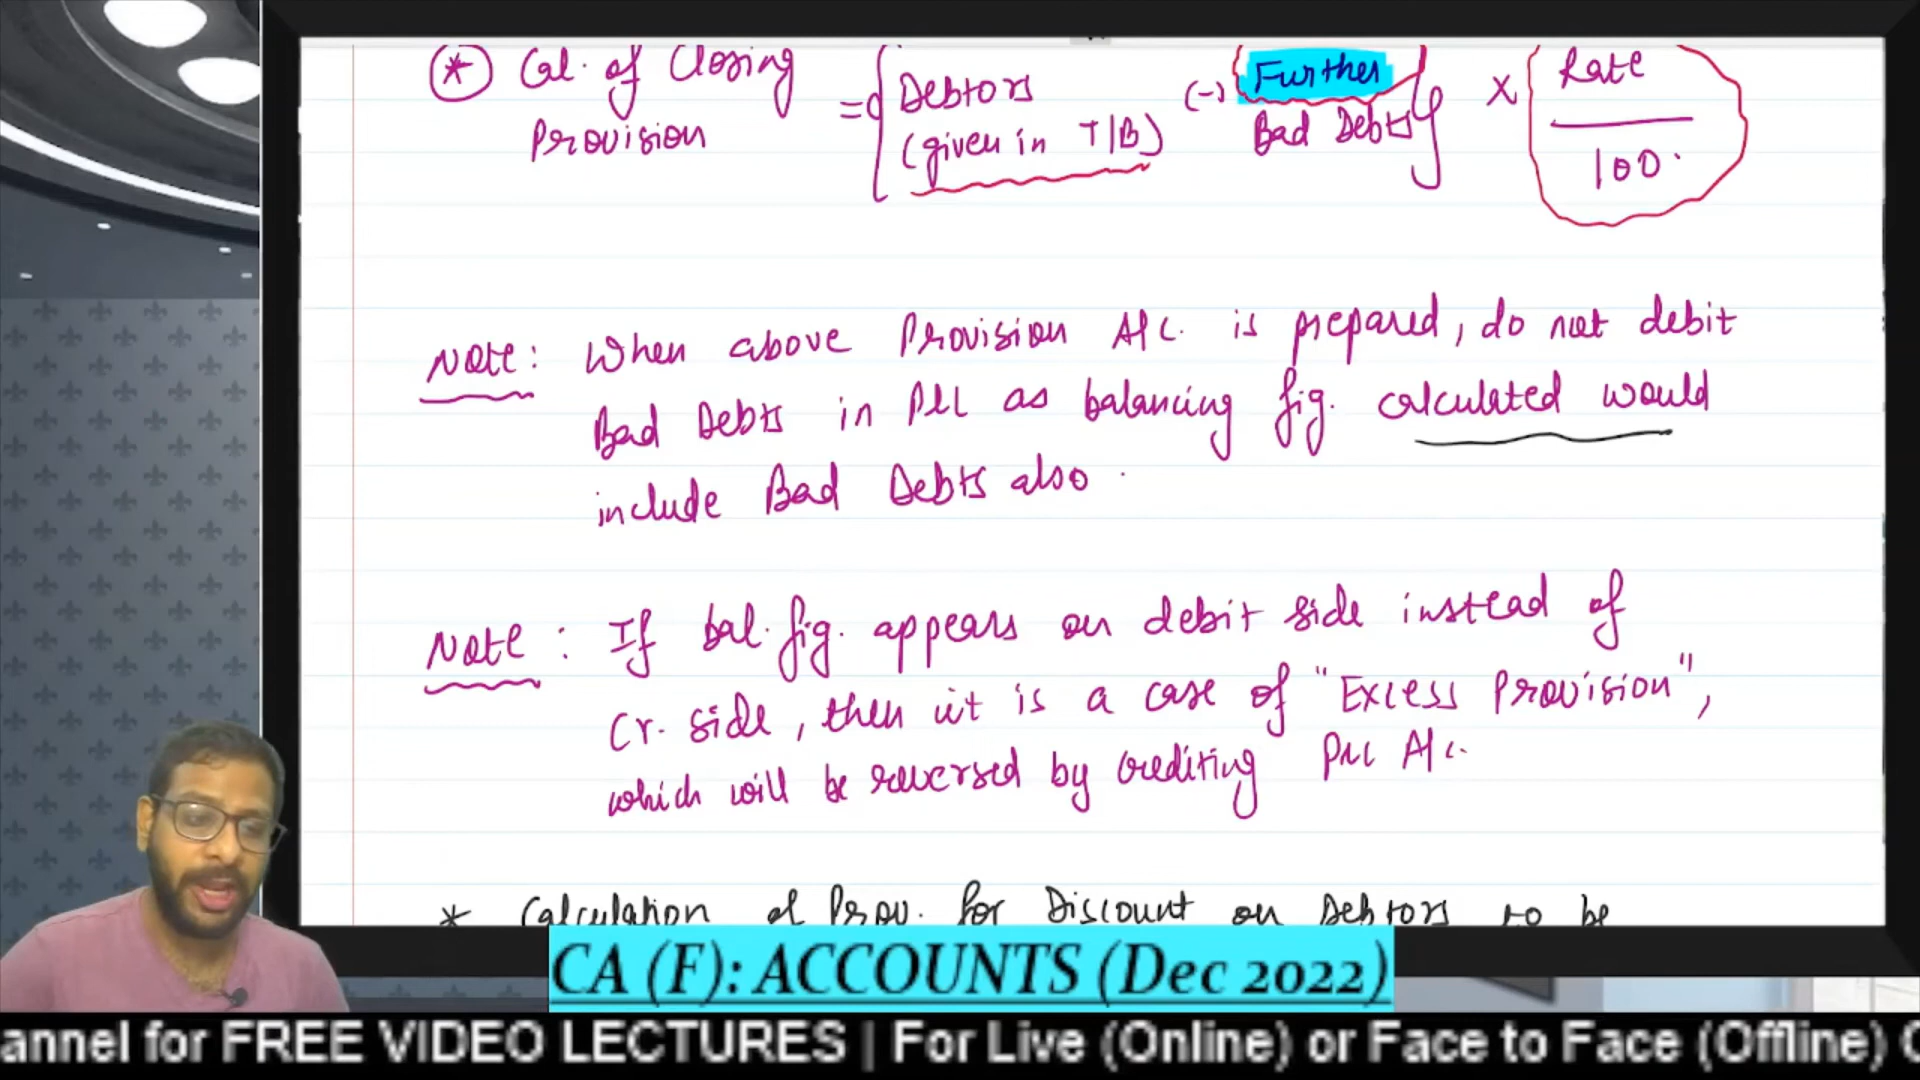 * Cal. of Closing Provision = { Debtors (given in T/B) (-) Further Bad Debts } X Rate / 100.
Note: When above Provision A/c. is prepared, do not debit
Bad Debts in P&L as balancing fig. calculated would
include Bad Debts also.
Note: If bal. fig. appears on debit side instead of
Cr. side, then it is a case of "Excess Provision",
which will be reversed by crediting P&L A/c.
* Calculation of Prov. for Discount on Debtors to be
CA (F): ACCOUNTS (Dec 2022)
annel for FREE VIDEO LECTURES | For Live (Online) or Face to Face (Offline) C